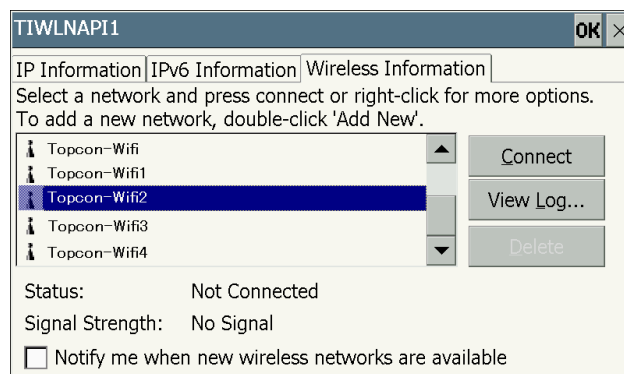 TIWLNAPI1 OK ×
IP Information IPv6 Information Wireless Information
Select a network and press connect or right-click for more options.
To add a new network, double-click 'Add New'.
Topcon-Wifi
Topcon-Wifi1
Topcon-Wifi2
Topcon-Wifi3
Topcon-Wifi4
Connect
View Log...
Delete
Status: Not Connected
Signal Strength: No Signal
Notify me when new wireless networks are available